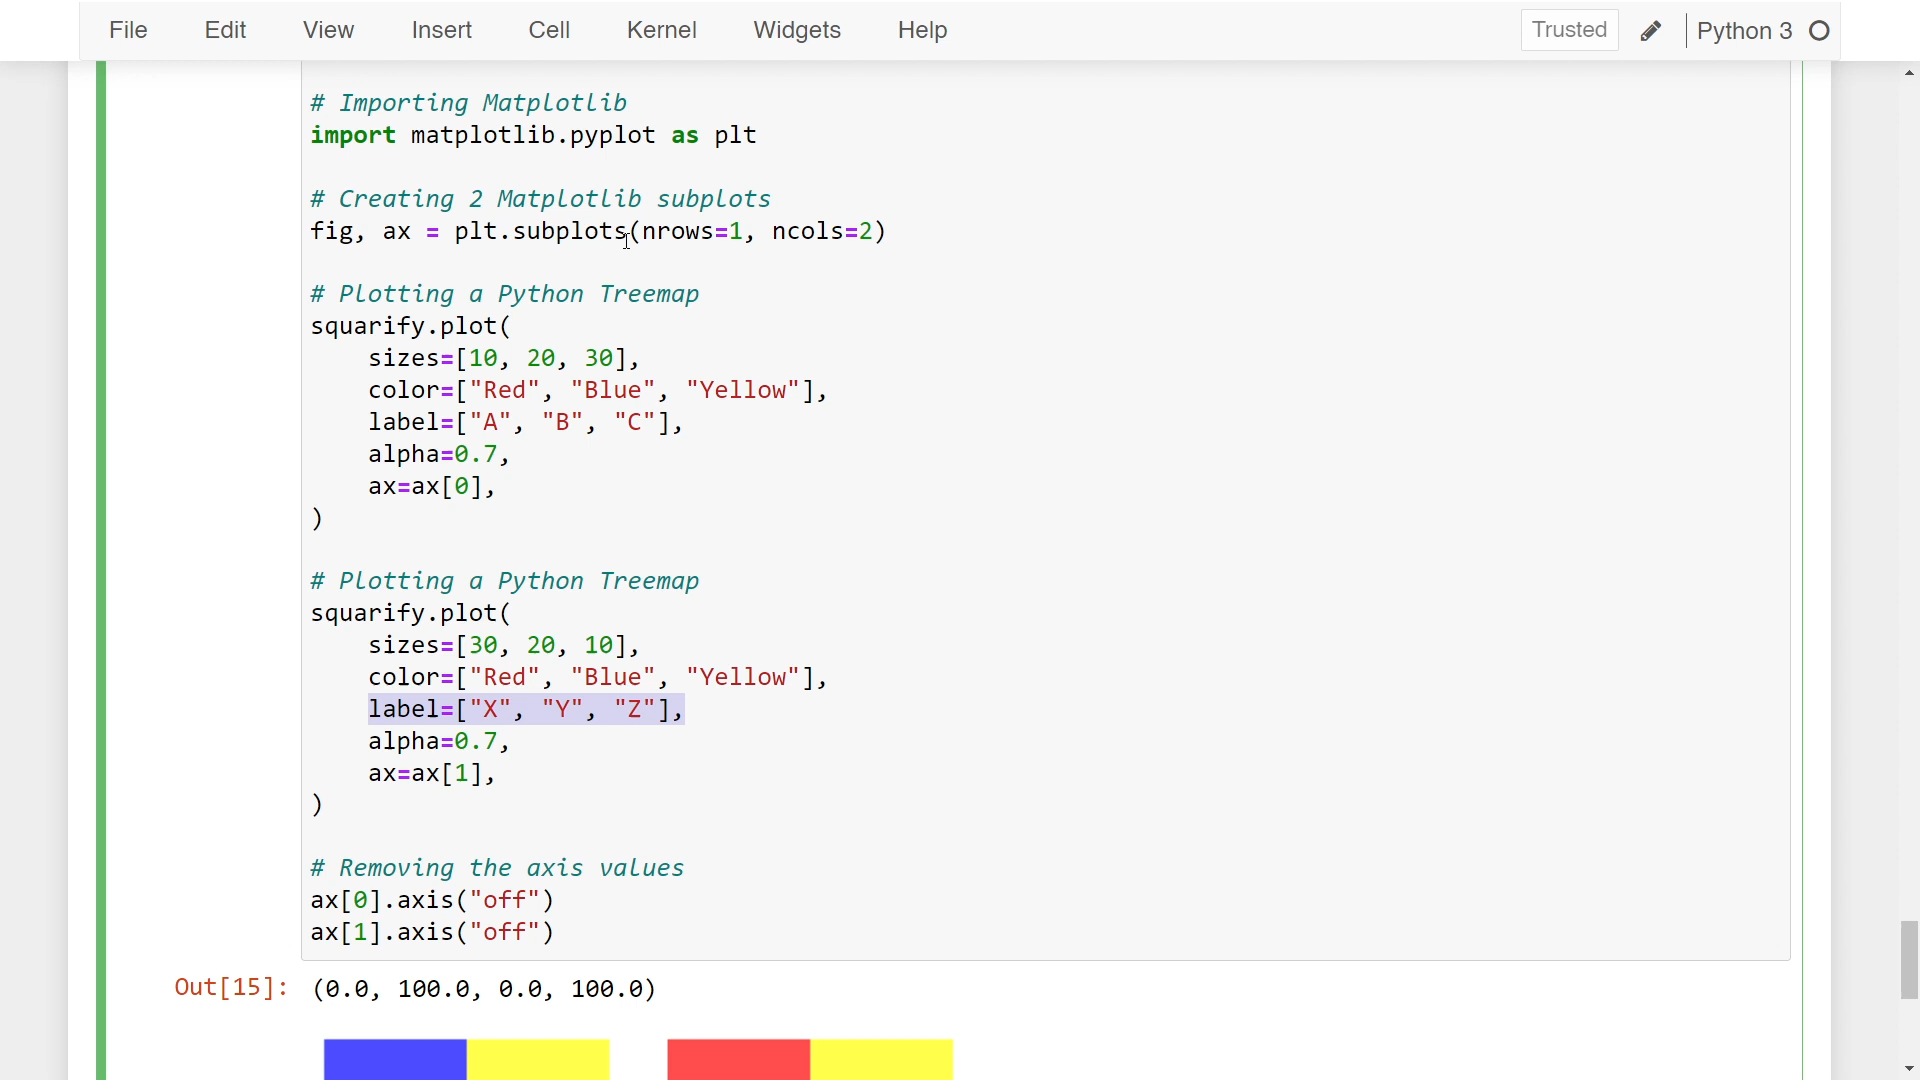 File Edit View Insert Cell Kernel Widgets Help Trusted Python 3
# Importing Matplotlib
import matplotlib.pyplot as plt
# Creating 2 Matplotlib subplots
fig, ax = plt.subplots(nrows=1, ncols=2)
# Plotting a Python Treemap
squarify.plot(
    sizes=[10, 20, 30],
    color=["Red", "Blue", "Yellow"],
    label=["A", "B", "C"],
    alpha=0.7,
    ax=ax[0],
)
# Plotting a Python Treemap
squarify.plot(
    sizes=[30, 20, 10],
    color=["Red", "Blue", "Yellow"],
    label=["X", "Y", "Z"],
    alpha=0.7,
    ax=ax[1],
)
# Removing the axis values
ax[0].axis("off")
ax[1].axis("off")
Out[15]: (0.0, 100.0, 0.0, 100.0)